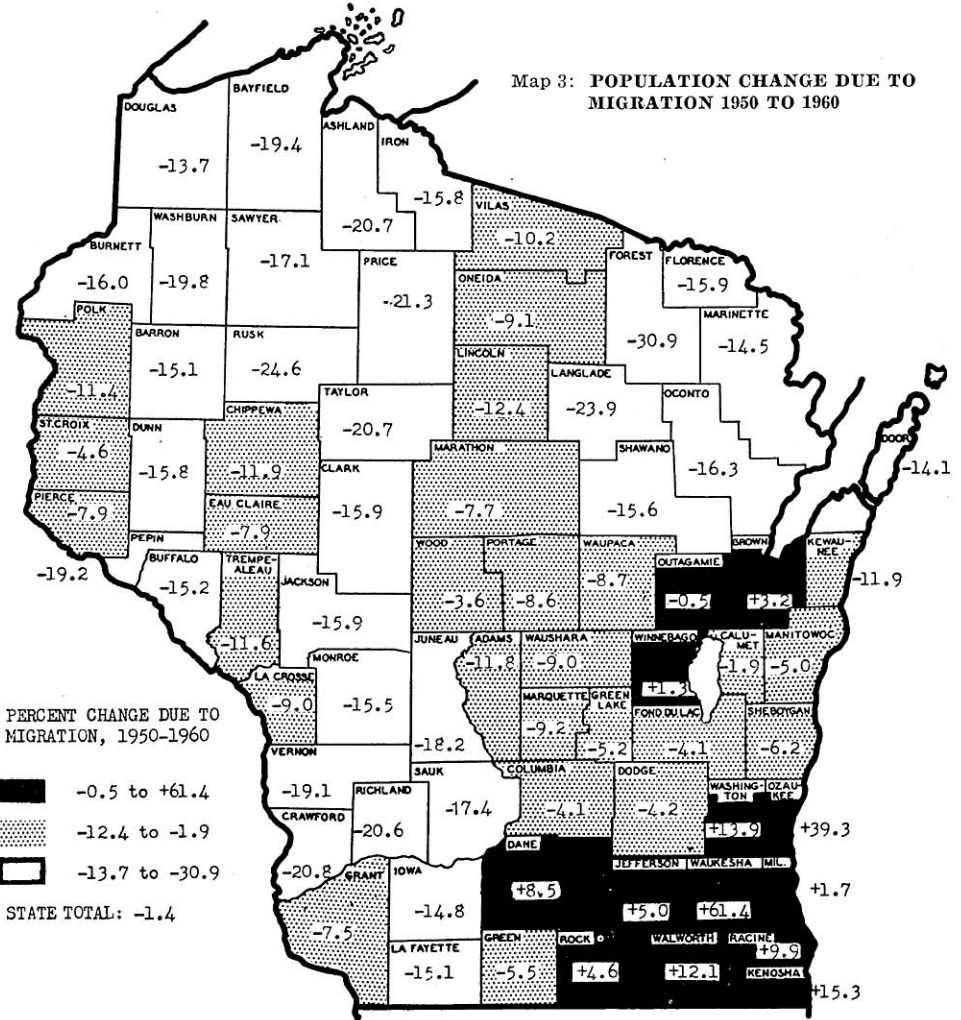 Map 3: POPULATION CHANGE DUE TO
MIGRATION 1950 TO 1960
DOUGLAS
-13.7
BAYFIELD
-19.4
ASHLAND
-20.7
IRON
-15.8
VILAS
-10.2
BURNETT
-16.0
WASHBURN
-19.8
SAWYER
-17.1
PRICE
-21.3
ONEIDA
-9.1
FOREST
-30.9
FLORENCE
-15.9
MARINETTE
-14.5
POLK
-11.4
BARRON
-15.1
RUSK
-24.6
LINCOLN
-12.4
LANGLADE
-23.9
OCONTO
-16.3
DOOR
-14.1
ST.CROIX
-4.6
DUNN
-15.8
CHIPPEWA
-11.9
TAYLOR
-20.7
CLARK
-15.9
MARATHON
-7.7
SHAWANO
-15.6
PIERCE
-7.9
PEPIN
-19.2
EAU CLAIRE
-7.9
BUFFALO
-15.2
TREMPE-
ALEAU
-11.6
JACKSON
-15.9
WOOD
-3.6
PORTAGE
-8.6
WAUPACA
-8.7
OUTAGAMIE
-0.5
BROWN
+3.2
KEWAU-
NEE
-11.9
LA CROSSE
-9.0
MONROE
-15.5
JUNEAU
-18.2
ADAMS
-11.8
WAUSHARA
-9.0
WINNEBAGO
+1.3
CALU-
MET
-1.9
MANITOWOC
-5.0
MARQUETTE
-9.2
GREEN
LAKE
-5.2
FOND DU LAC
-4.1
SHEBOYGAN
-6.2
VERNON
-19.1
RICHLAND
-20.6
SAUK
-17.4
COLUMBIA
-4.1
DODGE
-4.2
WASHING-
TON
+13.9
OZAU-
KEE
+39.3
CRAWFORD
-20.8
GRANT
-7.5
IOWA
-14.8
DANE
+8.5
JEFFERSON
+5.0
WAUKESHA
+61.4
MIL.
+1.7
LA FAYETTE
-15.1
GREEN
-5.5
ROCK
+4.6
WALWORTH
+12.1
RACINE
+9.9
KENOSHA
+15.3
PERCENT CHANGE DUE TO
MIGRATION, 1950-1960
-0.5 to +61.4
-12.4 to -1.9
-13.7 to -30.9
STATE TOTAL: -1.4